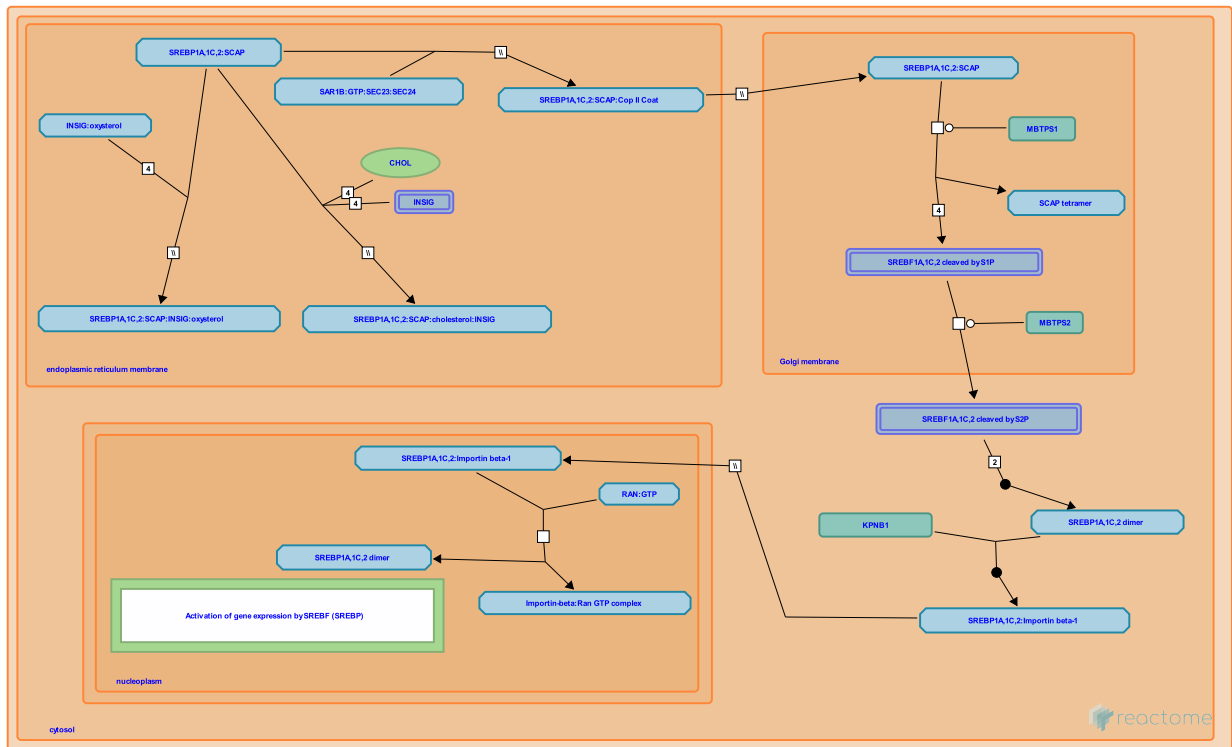 SREBP1A,1C,2:SCAP
\\
SAR1B:GTP:SEC23:SEC24
SREBP1A,1C,2:SCAP:Cop II Coat
\\
SREBP1A,1C,2:SCAP
INSIG:oxysterol
4
CHOL
4
4
INSIG
\\
\\
SREBP1A,1C,2:SCAP:INSIG:oxysterol
SREBP1A,1C,2:SCAP:cholesterol:INSIG
endoplasmic reticulum membrane
MBTPS1
SCAP tetramer
4
SREBF1A,1C,2 cleaved by S1P
MBTPS2
Golgi membrane
SREBF1A,1C,2 cleaved by S2P
2
SREBP1A,1C,2 dimer
KPNB1
SREBP1A,1C,2:Importin beta-1
\\
SREBP1A,1C,2:Importin beta-1
RAN:GTP
SREBP1A,1C,2 dimer
Importin-beta:Ran GTP complex
Activation of gene expression by SREBF (SREBP)
nucleoplasm
cytosol
reactome